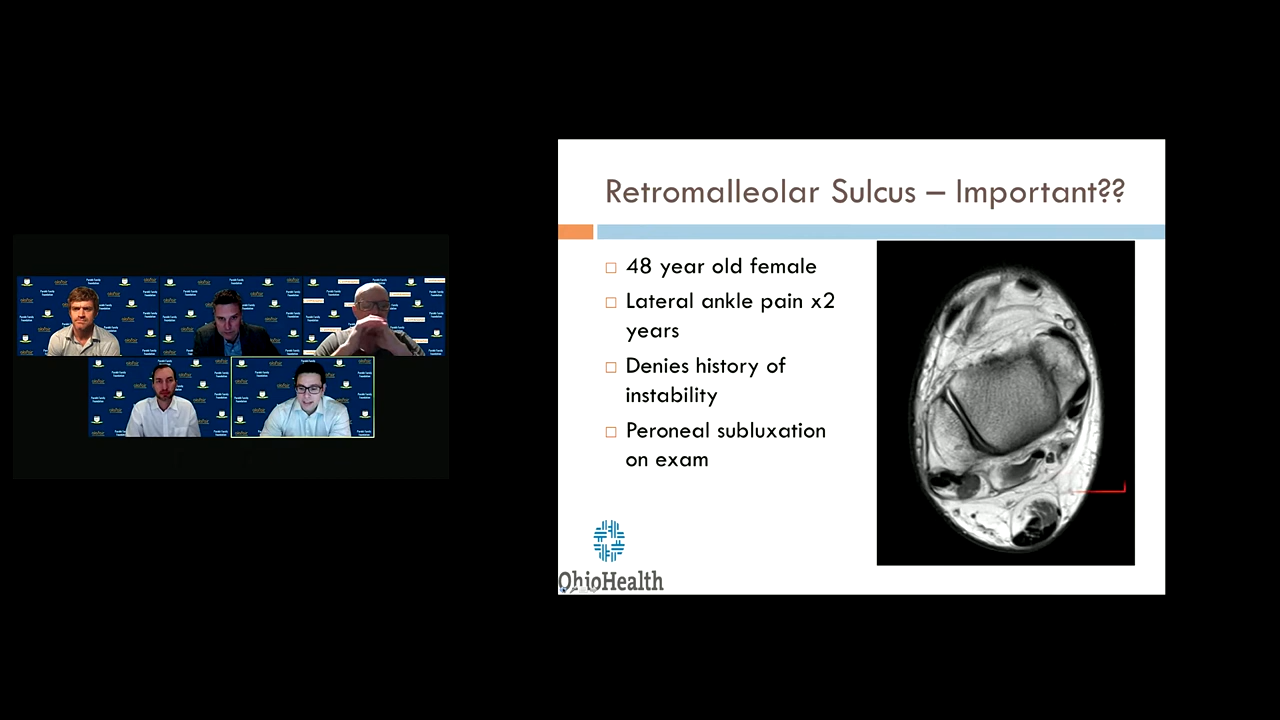 Retromalleolar Sulcus – Important??
48 year old female
Lateral ankle pain x2
years
Denies history of
instability
Peroneal subluxation
on exam
OhioHealth